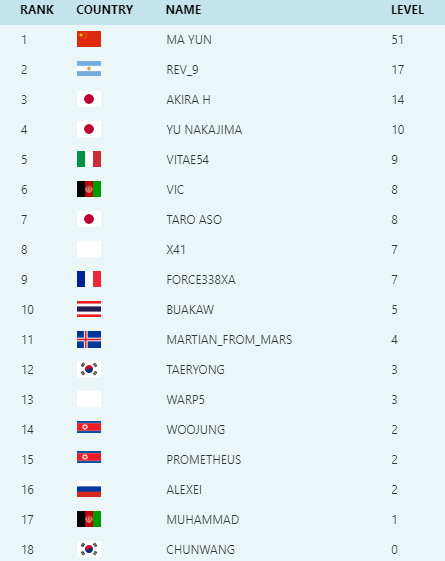 RANK COUNTRY NAME LEVEL
1 MA YUN 51
2 REV_9 17
3 AKIRA H 14
4 YU NAKAJIMA 10
5 VITAE54 9
6 VIC 8
7 TARO ASO 8
8 X41 7
9 FORCE338XA 7
10 BUAKAW 5
11 MARTIAN_FROM_MARS 4
12 TAERYONG 3
13 WARP5 3
14 WOOJUNG 2
15 PROMETHEUS 2
16 ALEXEI 2
17 MUHAMMAD 1
18 CHUNWANG 0